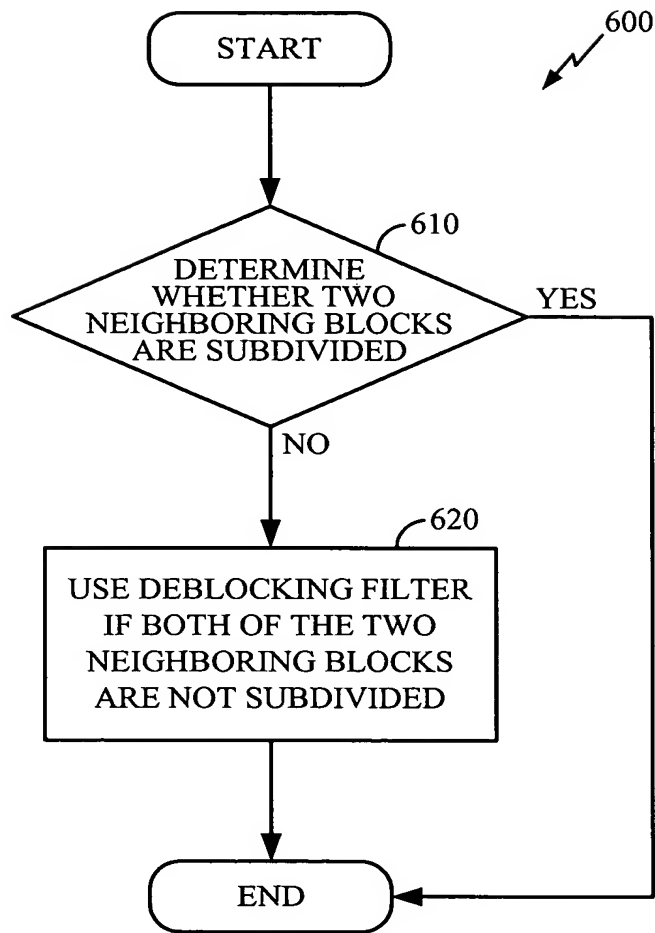 600
START
610
DETERMINE
WHETHER TWO
NEIGHBORING BLOCKS
ARE SUBDIVIDED
YES
NO
620
USE DEBLOCKING FILTER
IF BOTH OF THE TWO
NEIGHBORING BLOCKS
ARE NOT SUBDIVIDED
END